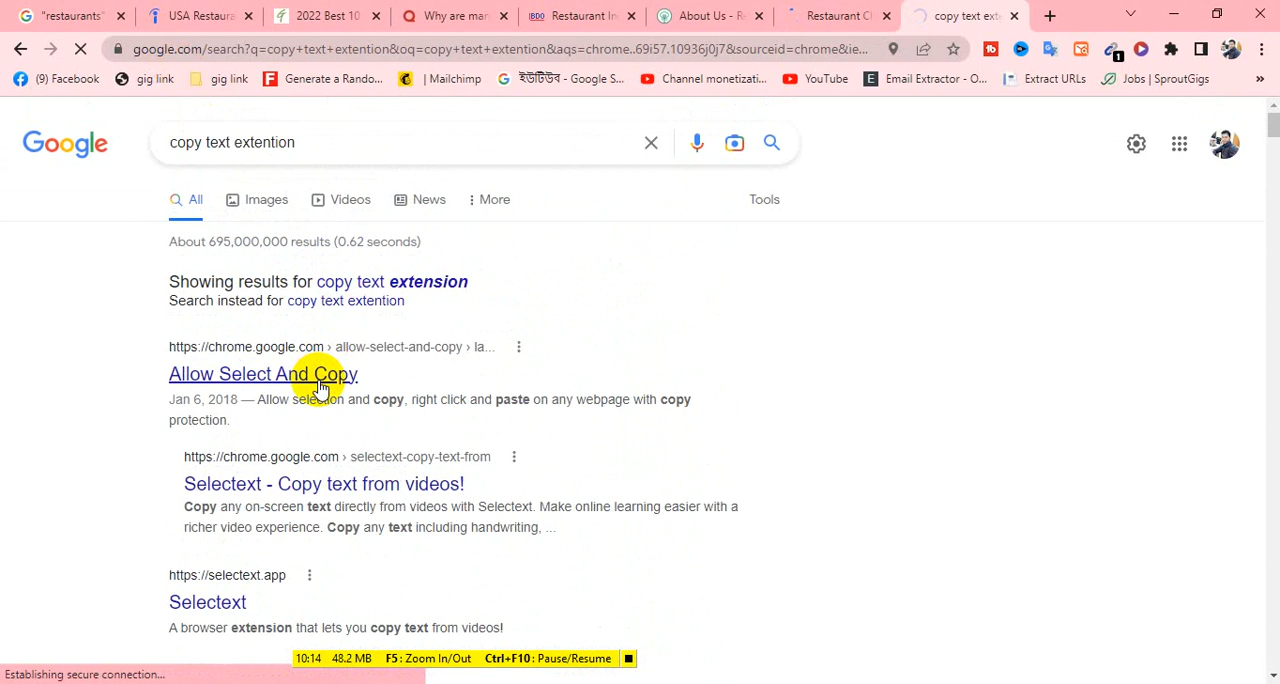 "restaurants"
USA Restaura
2022 Best 10
Why are mar
BDO
Restaurant In
About Us - Re
Restaurant C
copy text exte
google.com/search?q=copy+text+extention&oq=copy+text+extention&aqs=chrome..69i57.10936j0j7&sourceid=chrome&ie...
1
(9) Facebook
gig link
gig link
Generate a Rando...
| Mailchimp
ইউটিউব - Google S...
Channel monetizati...
YouTube
Email Extractor - O...
Extract URLs
Jobs | SproutGigs
»
Google
copy text extention
All
Images
Videos
News
More
Tools
About 695,000,000 results (0.62 seconds)
Showing results for copy text extension
Search instead for copy text extention
https://chrome.google.com › allow-select-and-copy › la...
Allow Select And Copy
Jan 6, 2018 — Allow selection and copy, right click and paste on any webpage with copy
protection.
https://chrome.google.com › selectext-copy-text-from
Selectext - Copy text from videos!
Copy any on-screen text directly from videos with Selectext. Make online learning easier with a
richer video experience. Copy any text including handwriting, ...
https://selectext.app
Selectext
A browser extension that lets you copy text from videos!
10:14 48.2 MB F5: Zoom In/Out Ctrl+F10: Pause/Resume
Establishing secure connection...